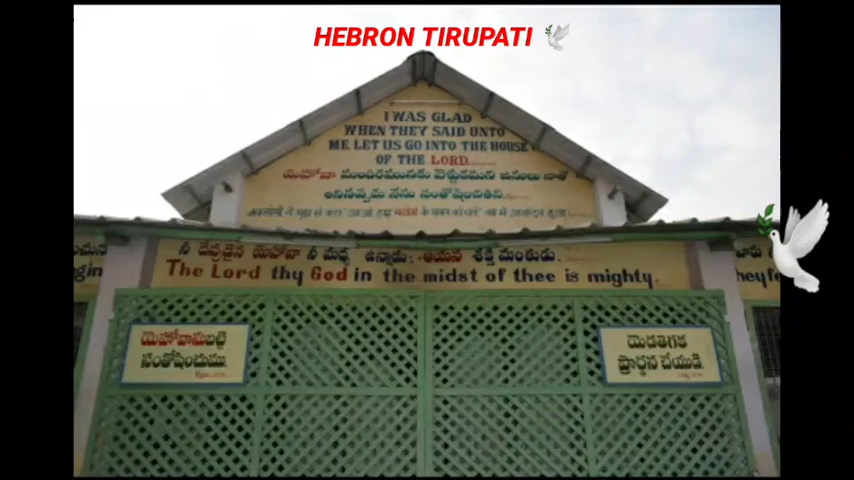 HEBRON TIRUPATI
I WAS GLAD
WHEN THEY SAID UNTO
ME, LET US GO INTO THE HOUSE
OF THE LORD
యెహోవా మందిరమునకు వెళ్ళుదమని జనులు నాతో
అనినప్పుడు నేను సంతోషించితిని
నీ దేవుడైన యెహోవా నీ మధ్య ఉన్నాడు. ఆయన శక్తి మంతుడు.
The Lord thy GOD in the midst of thee is mighty.
యెహోవానుబట్టి
సంతోషించుము.
యెడతెగక
ప్రార్థన చేయుడి.